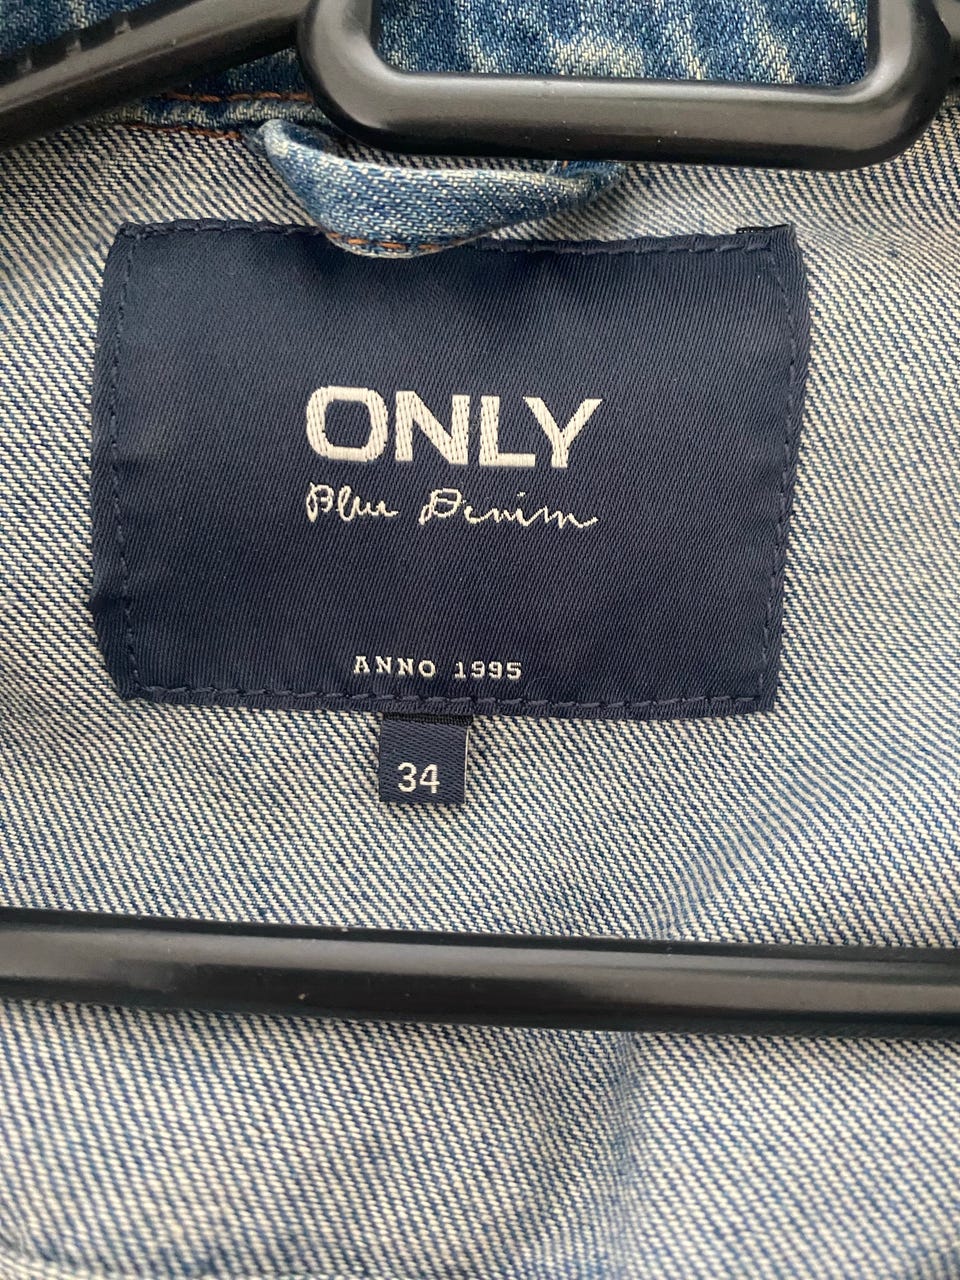 ONLY
Blue Denim
ANNO 1995
34